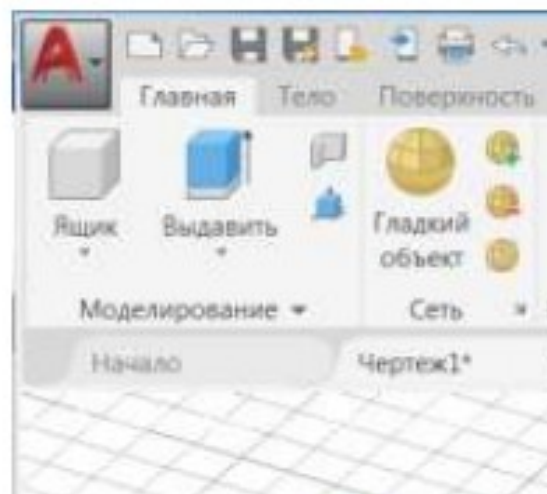 Главная Тело Поверхность
Ящик Выдавить Гладкий объект
Моделирование Сеть
Начало Чертеж1*